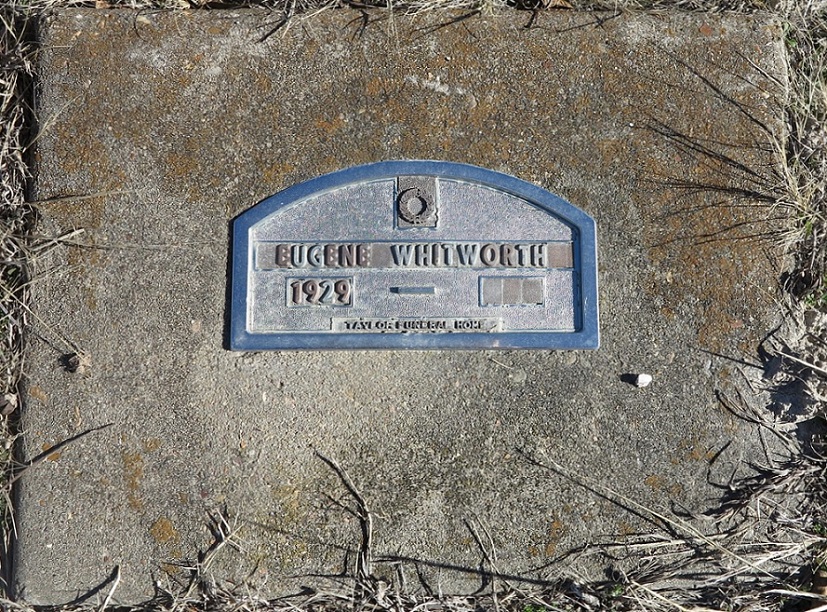 EUGENE WHITWORTH
1929 -
TAYLOR FUNERAL HOME